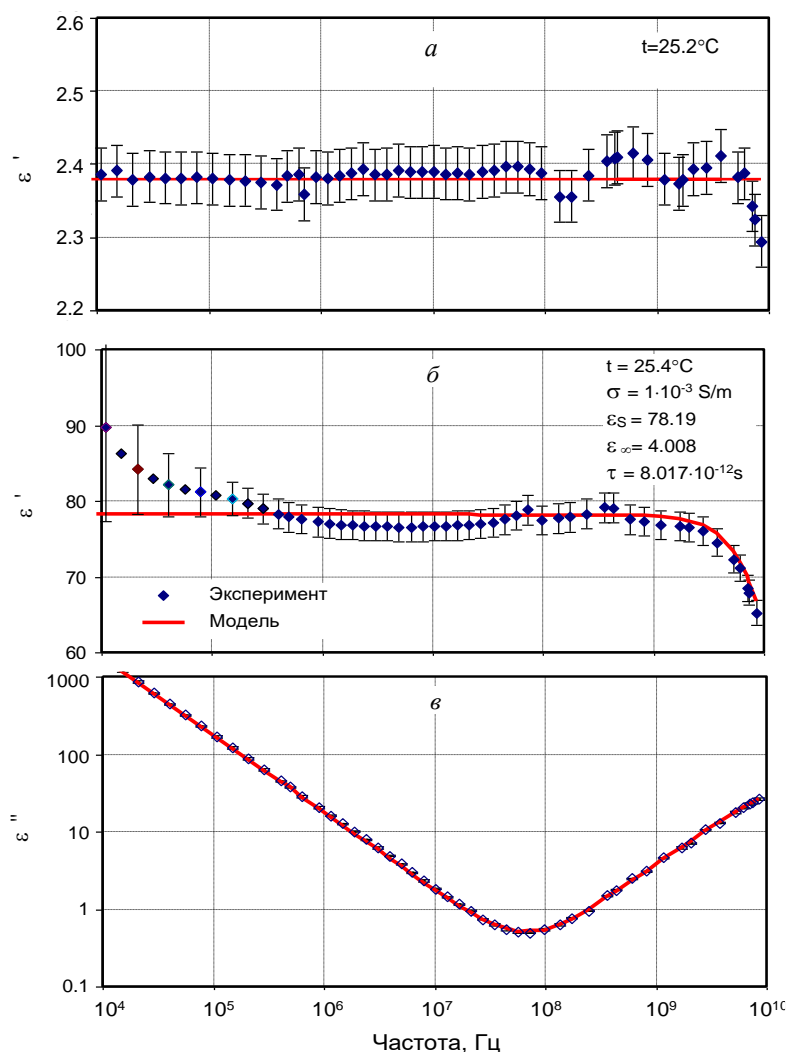 2.6
а
t=25.2°C
2.5
2.4
ε '
2.3
2.2
100
б
t = 25.4°C
σ = 1·10⁻³ S/m
90
εS = 78.19
ε ∞= 4.008
τ = 8.017·10⁻¹²s
80
ε '
70
Эксперимент
Модель
60
1000
в
100
ε "
10
1
0.1
10⁴ 10⁵ 10⁶ 10⁷ 10⁸ 10⁹ 10¹⁰
Частота, Гц